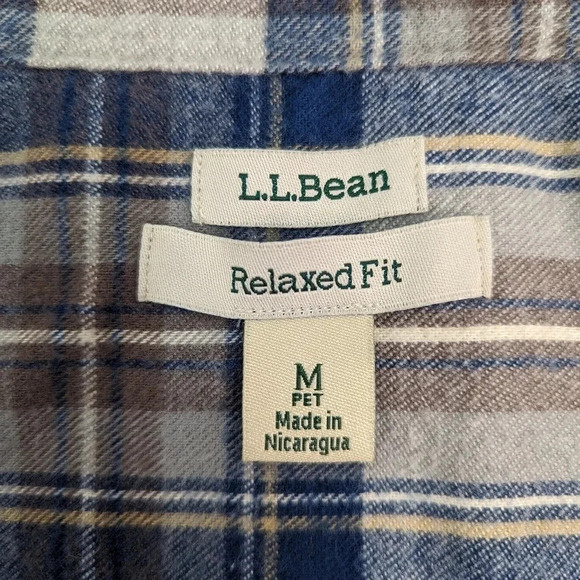 L.L.Bean
Relaxed Fit
M
PET
Made in
Nicaragua